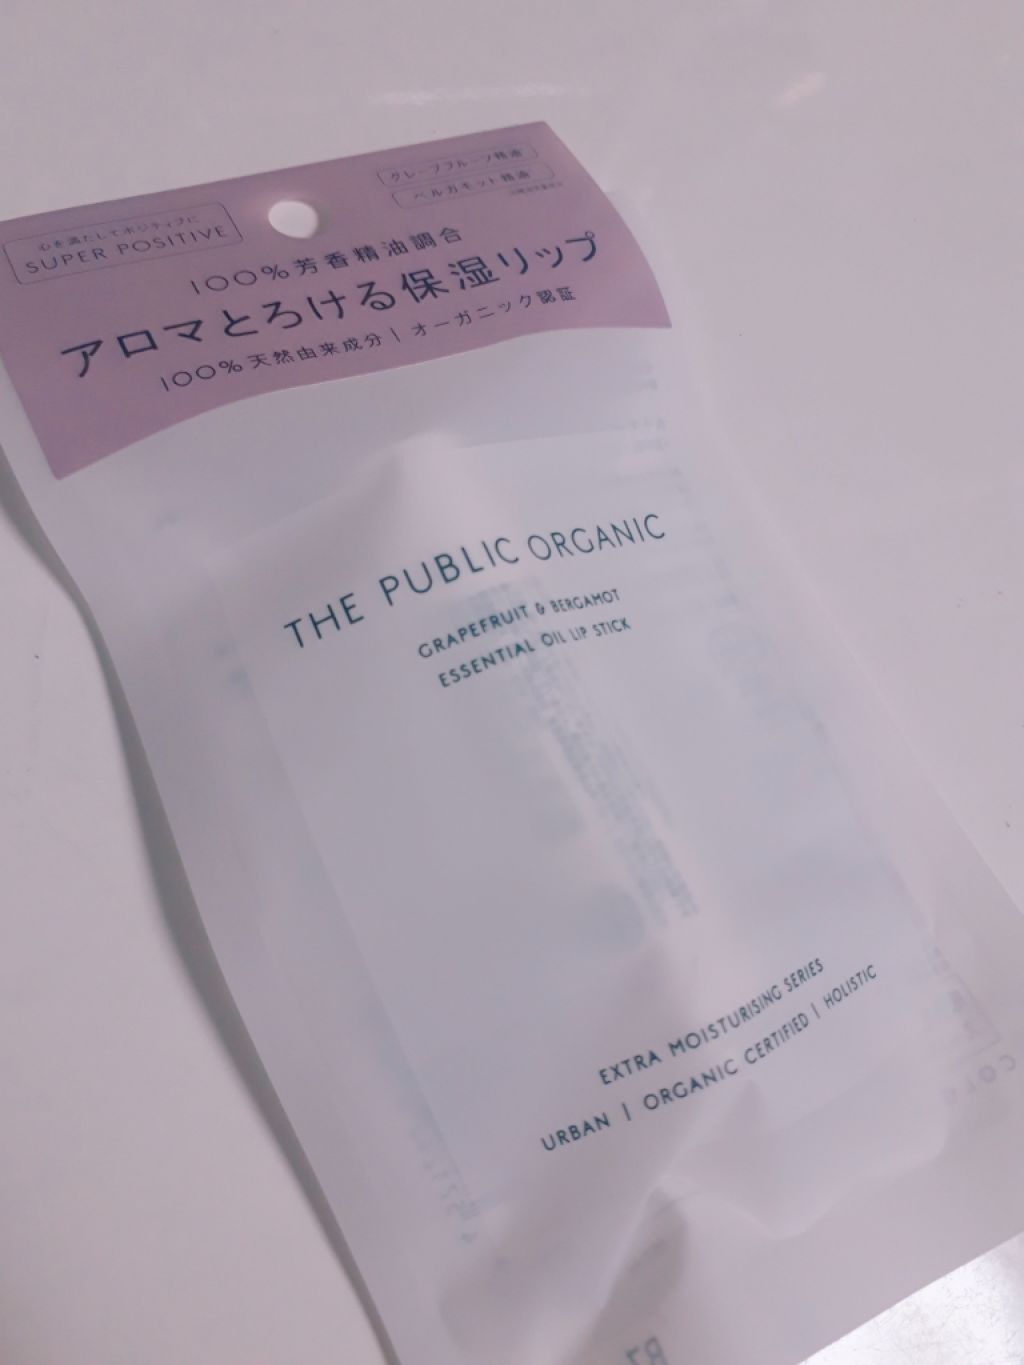 心を満たしてポジティブに
SUPER POSITIVE
グレープフルーツ精油
ベルガモット精油
100%芳香精油調合
アロマとろける保湿リップ
100%天然由来成分 | オーガニック認証
THE PUBLIC ORGANIC
GRAPEFRUIT & BERGAMOT
ESSENTIAL OIL LIP STICK
EXTRA MOISTURISING SERIES
URBAN | ORGANIC CERTIFIED | HOLISTIC